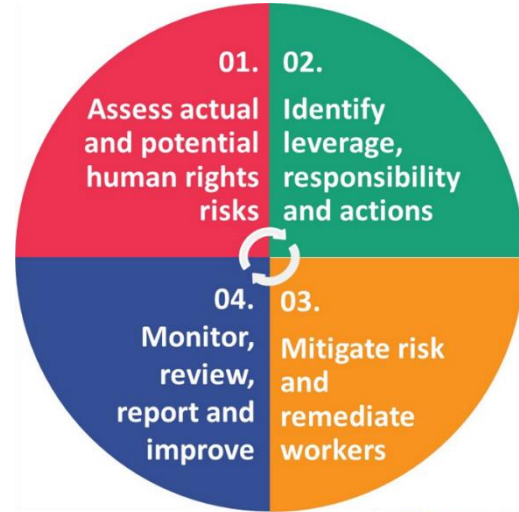 01.
Assess actual
and potential
human rights
risks
02.
Identify
leverage,
responsibility
and actions
03.
Mitigate risk
and
remediate
workers
04.
Monitor,
review,
report and
improve